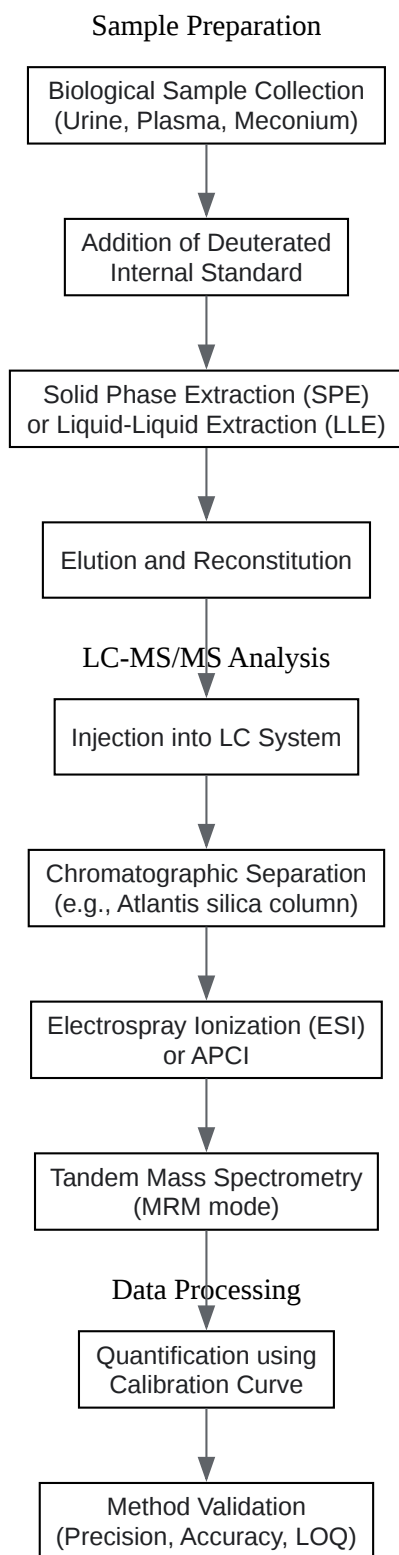 Sample Preparation
Biological Sample Collection
(Urine, Plasma, Meconium)
Addition of Deuterated
Internal Standard
Solid Phase Extraction (SPE)
or Liquid-Liquid Extraction (LLE)
Elution and Reconstitution
LC-MS/MS Analysis
Injection into LC System
Chromatographic Separation
(e.g., Atlantis silica column)
Electrospray Ionization (ESI)
or APCI
Tandem Mass Spectrometry
(MRM mode)
Data Processing
Quantification using
Calibration Curve
Method Validation
(Precision, Accuracy, LOQ)